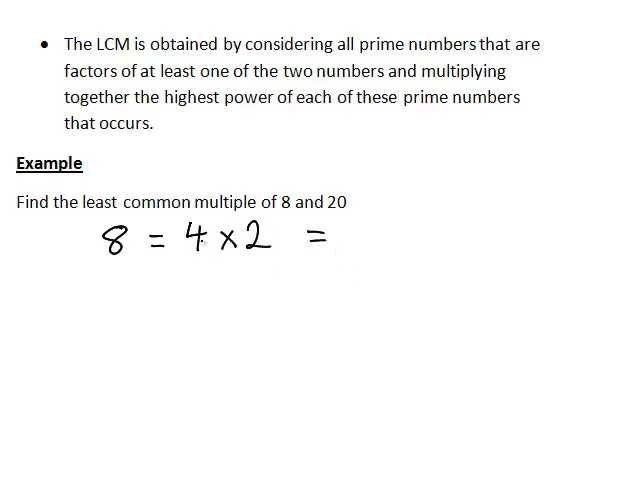 • The LCM is obtained by considering all prime numbers that are
factors of at least one of the two numbers and multiplying
together the highest power of each of these prime numbers
that occurs.
Example
Find the least common multiple of 8 and 20
8 = 4 × 2 =